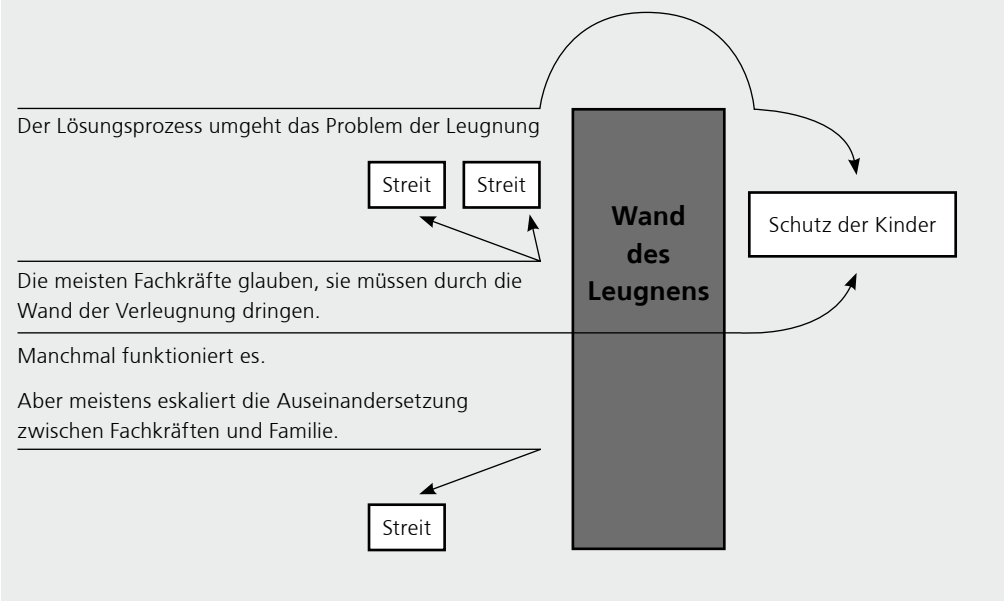 Der Lösungsprozess umgeht das Problem der Leugnung
Streit
Streit
Wand
des
Leugnens
Schutz der Kinder
Die meisten Fachkräfte glauben, sie müssen durch die
Wand der Verleugnung dringen.
Manchmal funktioniert es.
Aber meistens eskaliert die Auseinandersetzung
zwischen Fachkräften und Familie.
Streit